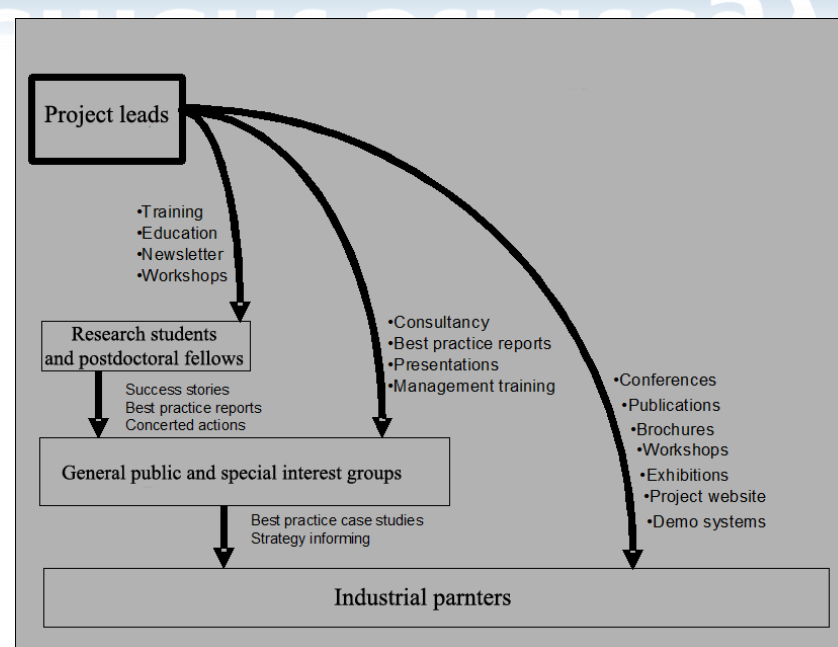 Project leads
•Training
•Education
•Newsletter
•Workshops
Research students
and postdoctoral fellows
•Consultancy
•Best practice reports
•Presentations
•Management training
Success stories
Best practice reports
Concerted actions
•Conferences
•Publications
•Brochures
•Workshops
•Exhibitions
•Project website
•Demo systems
General public and special interest groups
Best practice case studies
Strategy informing
Industrial parnters